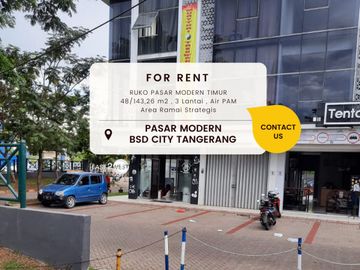 FOR RENT
RUKO PASAR MODERN TIMUR
48/143,26 m2 , 3 Lantai , Air PAM
Area Ramai Strategis
PASAR MODERN
BSD CITY TANGERANG
CONTACT
US
Tento